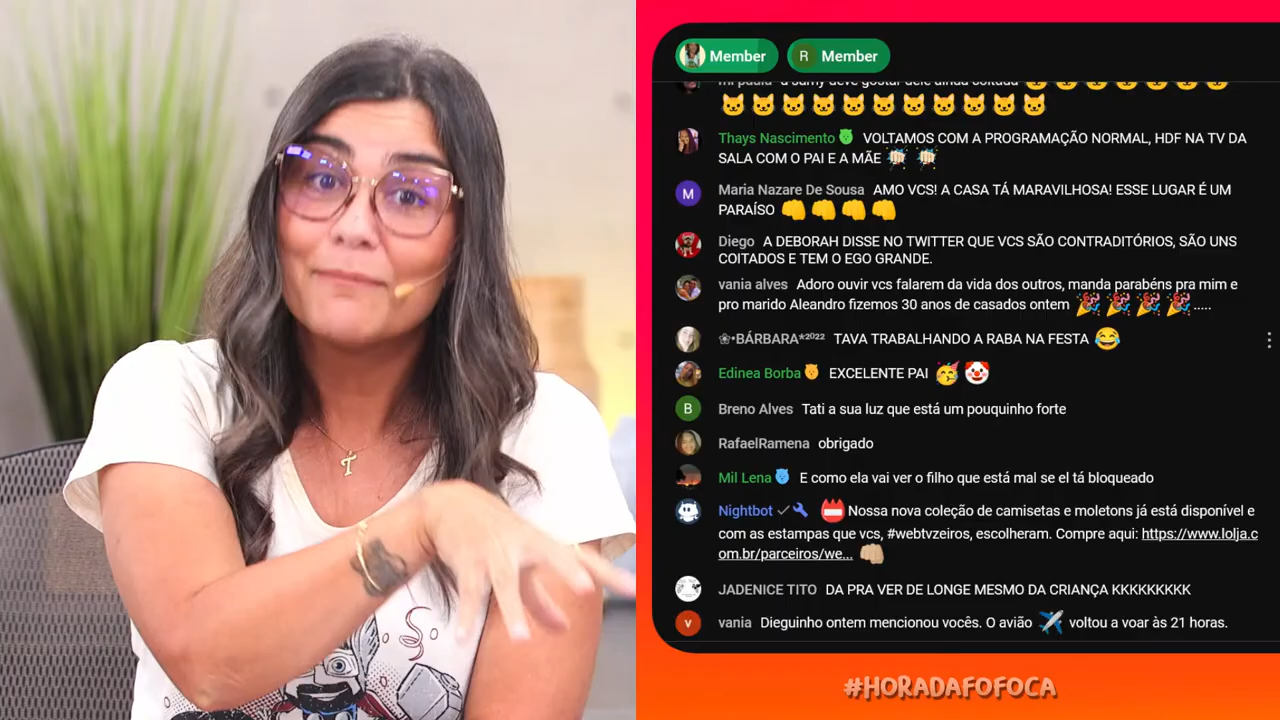 Member
R Member
T
THAYS Nascimento VOLTAMOS COM A PROGRAMAÇÃO NORMAL, HDF NA TV DA
SALA COM O PAI E A MÃE
M Maria Nazare De Sousa AMO VCS! A CASA TÁ MARAVILHOSA! ESSE LUGAR É UM
PARAÍSO
Diego A DEBORAH DISSE NO TWITTER QUE VCS SÃO CONTRADITÓRIOS, SÃO UNS
COITADOS E TEM O EGO GRANDE.
vania alves Adoro ouvir vcs falarem da vida dos outros, manda parabéns pra mim e
pro marido Aleandro fizemos 30 anos de casados ontem .....
❀•BÁRBARA*²⁰²² TAVA TRABALHANDO A RABA NA FESTA 😂
Edinea Borba EXCELENTE PAI 🥳 🤡
B Breno Alves Tati a sua luz que está um pouquinho forte
RafaelRamena obrigado
Mil Lena E como ela vai ver o filho que está mal se el tá bloqueado
Nightbot Nossa nova coleção de camisetas e moletons já está disponível e
com as estampas que vcs, #webtvzeiros, escolheram. Compre aqui: https://www.lolja.c
om.br/parceiros/we...
JADENICE TITO DA PRA VER DE LONGE MESMO DA CRIANÇA KKKKKKKKK
v vania Dieguinho ontem mencionou vocês. O avião ✈️ voltou a voar às 21 horas.
#HORADAFOFOCA